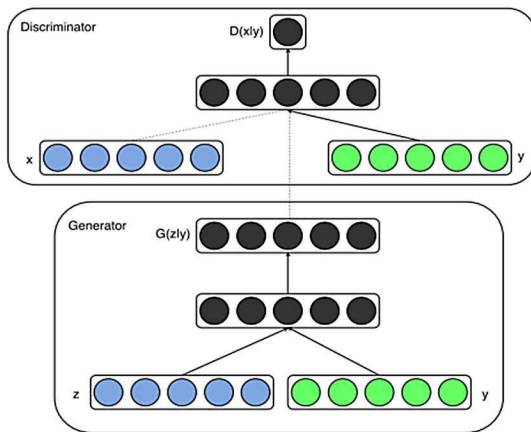 Discriminator
D(x|y)
x
y
Generator
G(z|y)
z
y